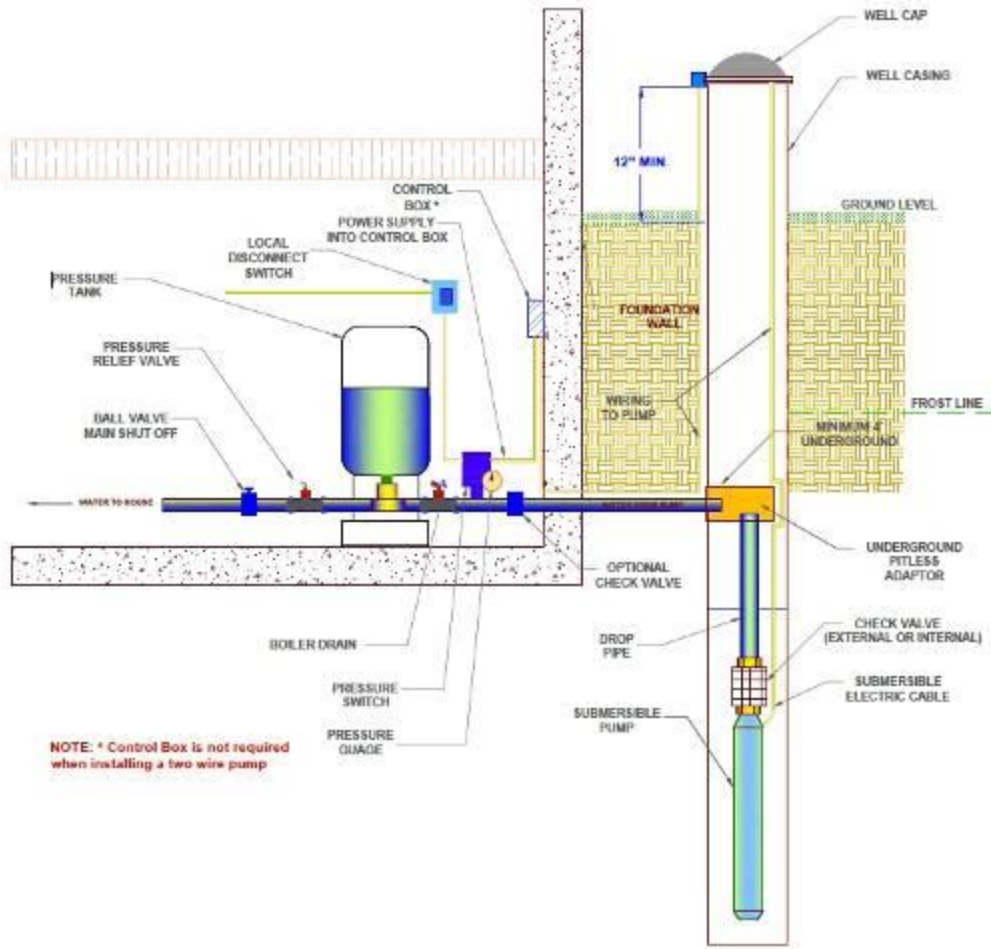 WELL CAP
WELL CASING
12" MIN.
CONTROL
BOX *
GROUND LEVEL
POWER SUPPLY
INTO CONTROL BOX
LOCAL
DISCONNECT
SWITCH
PRESSURE
TANK
FOUNDATION
WALL
PRESSURE
RELIEF VALVE
WIRING
TO PUMP
FROST LINE
BALL VALVE
MAIN SHUT OFF
MINIMUM 4'
UNDERGROUND
WATER TO HOUSE
WATER FROM PUMP
UNDERGROUND
PITLESS
ADAPTOR
OPTIONAL
CHECK VALVE
BOILER DRAIN
DROP
PIPE
CHECK VALVE
(EXTERNAL OR INTERNAL)
PRESSURE
SWITCH
SUBMERSIBLE
ELECTRIC CABLE
SUBMERSIBLE
PUMP
PRESSURE
GUAGE
NOTE: * Control Box is not required
when installing a two wire pump